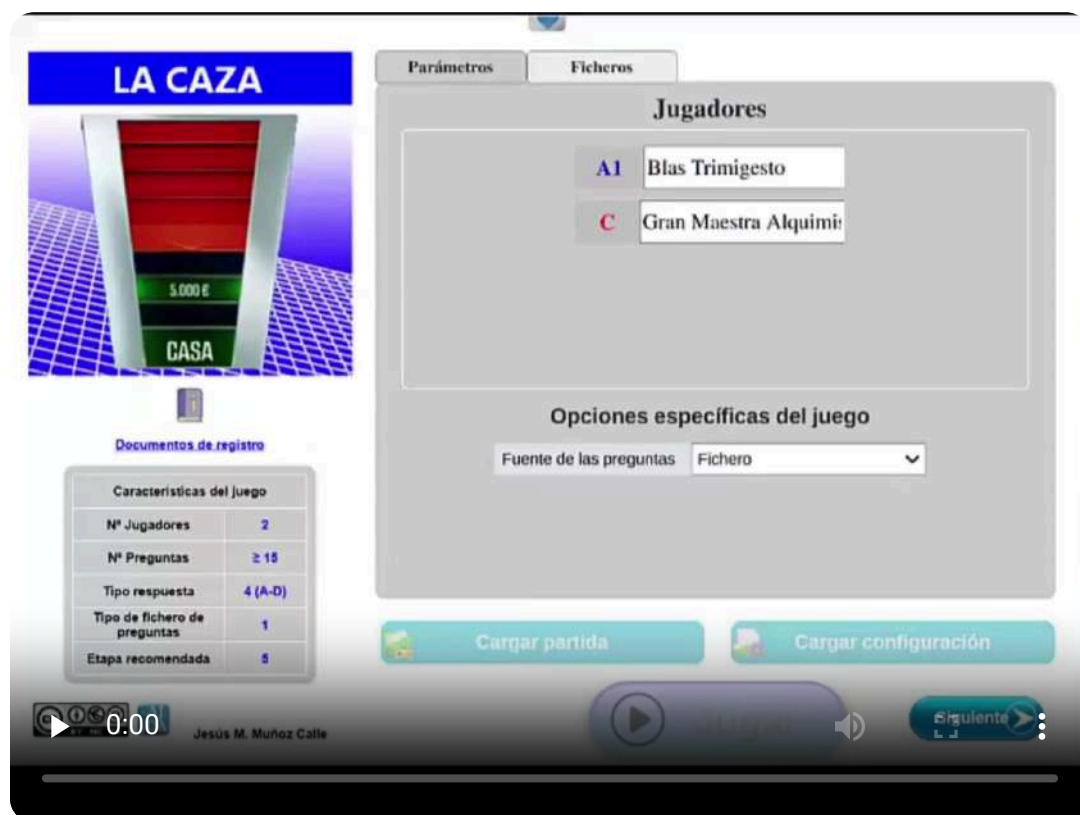 LA CAZA
5.000 €
CASA
Documentos de registro
Características del juego
Nº Jugadores 2
Nº Preguntas ≥ 15
Tipo respuesta 4 (A-D)
Tipo de fichero de preguntas 1
Etapa recomendada 5
Jesús M. Muñoz Calle
0:00
Parámetros Ficheros
Jugadores
A1 Blas Trimigesto
C Gran Maestra Alquimi
Opciones específicas del juego
Fuente de las preguntas Fichero
Cargar partida Cargar configuración
Siguiente